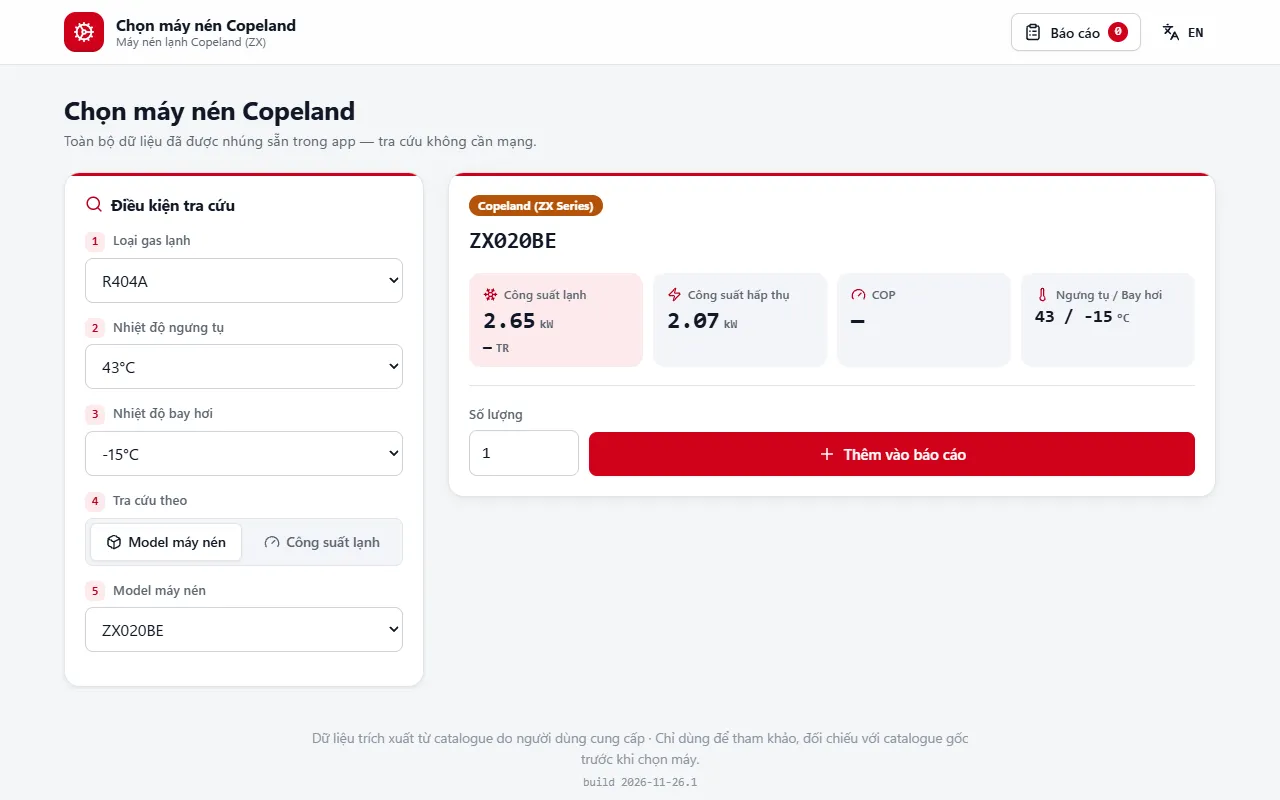 Chọn máy nén Copeland
Máy nén lạnh Copeland (ZX)
Báo cáo 0
EN
Chọn máy nén Copeland
Toàn bộ dữ liệu đã được nhúng sẵn trong app — tra cứu không cần mạng.
Điều kiện tra cứu
1 Loại gas lạnh
R404A
2 Nhiệt độ ngưng tụ
43°C
3 Nhiệt độ bay hơi
-15°C
4 Tra cứu theo
Model máy nén
Công suất lạnh
5 Model máy nén
ZX020BE
Copeland (ZX Series)
ZX020BE
Công suất lạnh
2.65 kW
— TR
Công suất hấp thụ
2.07 kW
COP
—
Ngưng tụ / Bay hơi
43 / -15 °C
Số lượng
1
+ Thêm vào báo cáo
Dữ liệu trích xuất từ catalogue do người dùng cung cấp · Chỉ dùng để tham khảo, đối chiếu với catalogue gốc
trước khi chọn máy.
build 2026-11-26.1